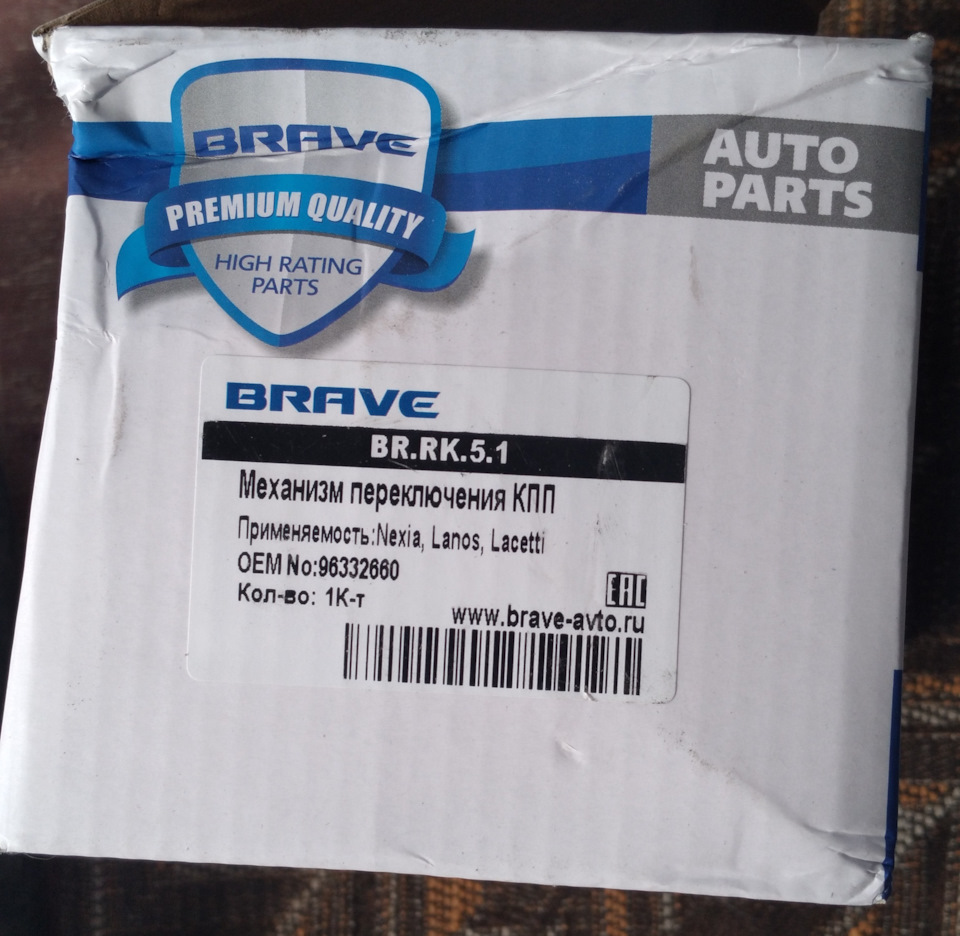 BRAVE
PREMIUM QUALITY
HIGH RATING
PARTS
AUTO
PARTS
BRAVE
BR.RK.5.1
Механизм переключения КПП
Применяемость:Nexia, Lanos, Lacetti
OEM No:96332660
Кол-во: 1К-т
EAC
www.brave-avto.ru